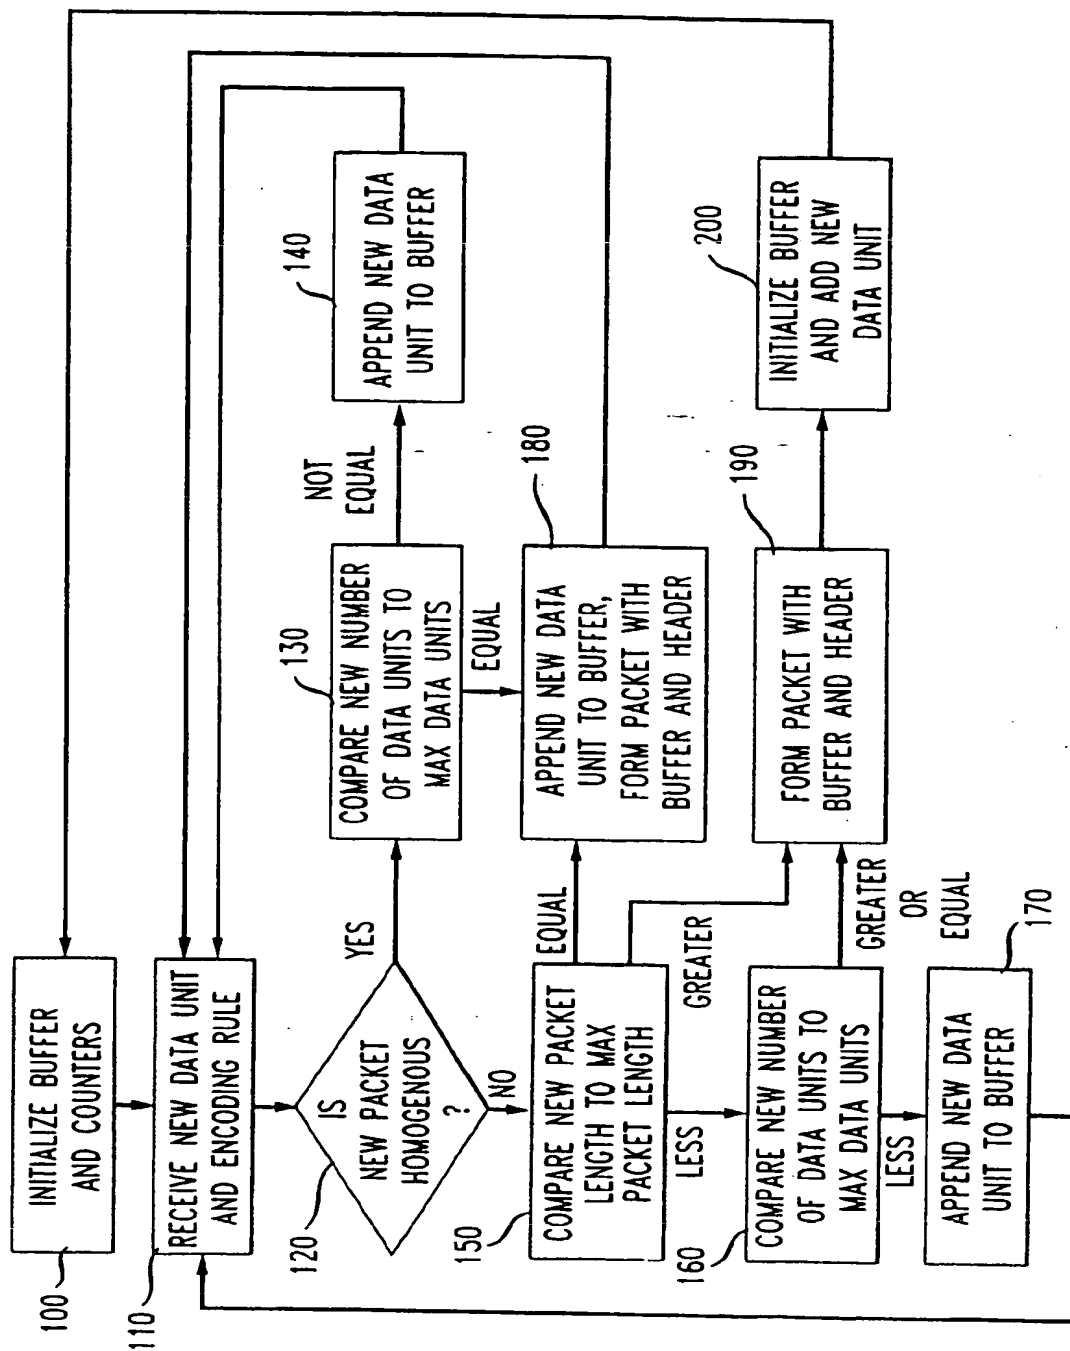 100
INITIALIZE BUFFER
AND COUNTERS
110
RECEIVE NEW DATA UNIT
AND ENCODING RULE
120
IS
NEW PACKET
HOMOGENOUS
?
YES
NO
130
COMPARE NEW NUMBER
OF DATA UNITS TO
MAX DATA UNITS
NOT
EQUAL
EQUAL
140
APPEND NEW DATA
UNIT TO BUFFER
150
COMPARE NEW PACKET
LENGTH TO MAX
PACKET LENGTH
EQUAL
GREATER
LESS
180
APPEND NEW DATA
UNIT TO BUFFER,
FORM PACKET WITH
BUFFER AND HEADER
160
COMPARE NEW NUMBER
OF DATA UNITS TO
MAX DATA UNITS
GREATER
OR
EQUAL
LESS
190
FORM PACKET WITH
BUFFER AND HEADER
200
INITIALIZE BUFFER
AND ADD NEW
DATA UNIT
170
APPEND NEW DATA
UNIT TO BUFFER